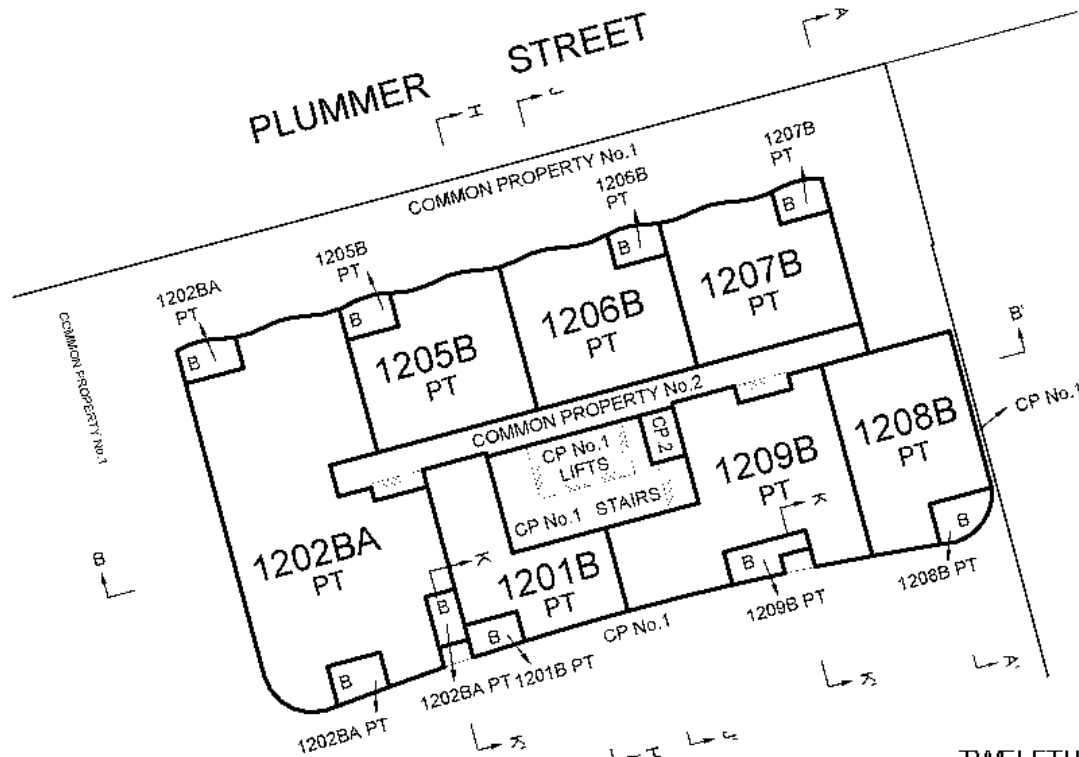 PLUMMER STREET
A
H
J
1207B
PT
COMMON PROPERTY No.1
1206B
PT
1205B
PT
1202BA
PT
B
B
B
B
COMMON PROPERTY No.1
1207B
PT
1206B
PT
1205B
PT
B'
CP No.1
COMMON PROPERTY No.2
CP 2
CP No.1
LIFTS
CP No.1 STAIRS
1208B
PT
1209B
PT
K
1202BA
PT
K
1201B
PT
B
B
B
B
B
B
B
1208B PT
1209B PT
CP No.1
1201B PT
1202BA PT
1202BA PT
K'
K'
A'
H
J'